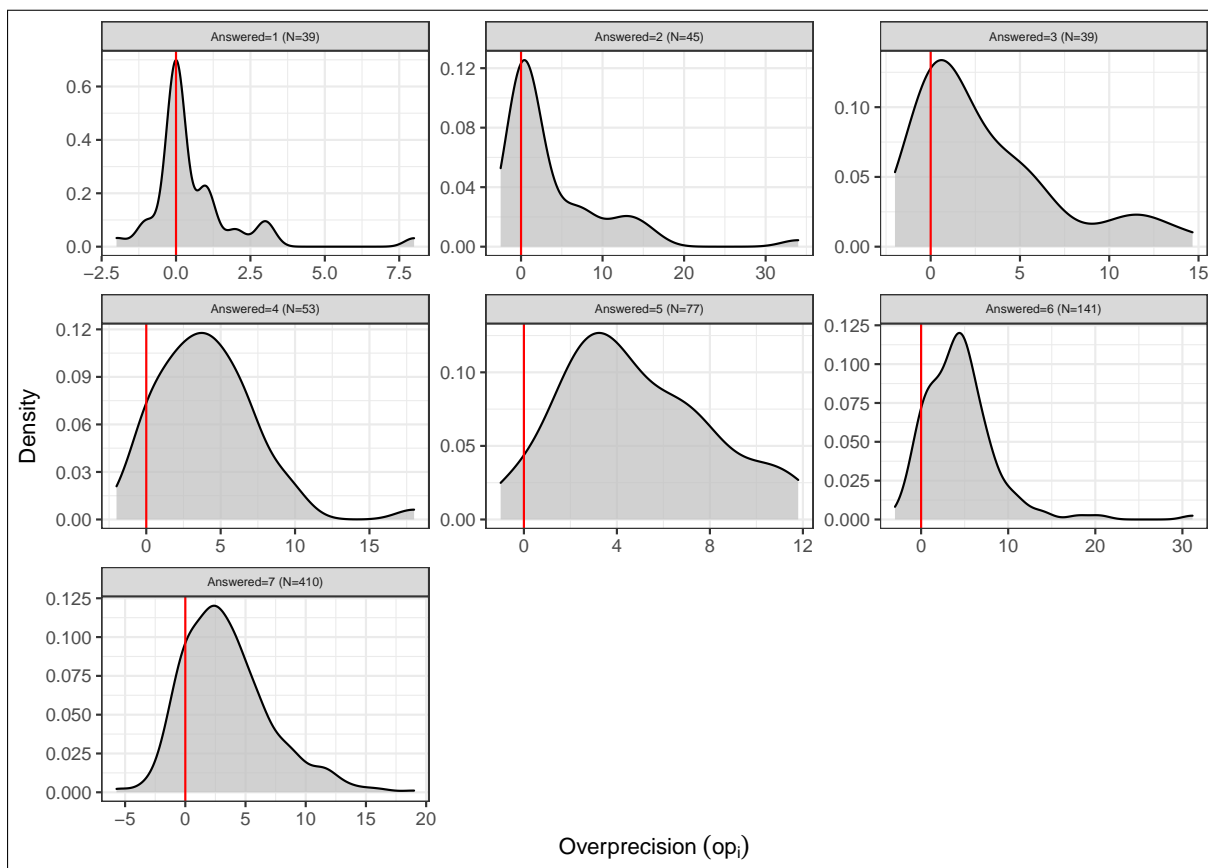 Answered=1 (N=39)
Answered=2 (N=45)
Answered=3 (N=39)
0.6
0.4
0.2
0.0
−2.5 0.0 2.5 5.0 7.5
0.12
0.08
0.04
0.00
0 10 20 30
0.10
0.05
0.00
0 5 10 15
Answered=4 (N=53)
Answered=5 (N=77)
Answered=6 (N=141)
0.12
0.09
0.06
0.03
0.00
0 5 10 15
0.10
0.05
0.00
0 4 8 12
0.125
0.100
0.075
0.050
0.025
0.000
0 10 20 30
Answered=7 (N=410)
0.125
0.100
0.075
0.050
0.025
0.000
−5 0 5 10 15 20
Density
Overprecision (opi)